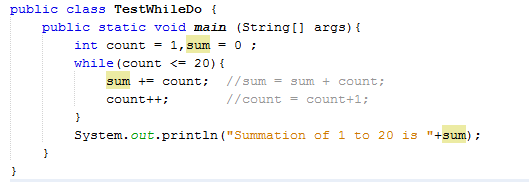 public class TestWhileDo {
public static void main (String[] args){
int count = 1,sum = 0 ;
while(count <= 20){
sum += count;  //sum = sum + count;
count++;       //count = count+1;
}
System.out.println("Summation of 1 to 20 is "+sum);
}
}